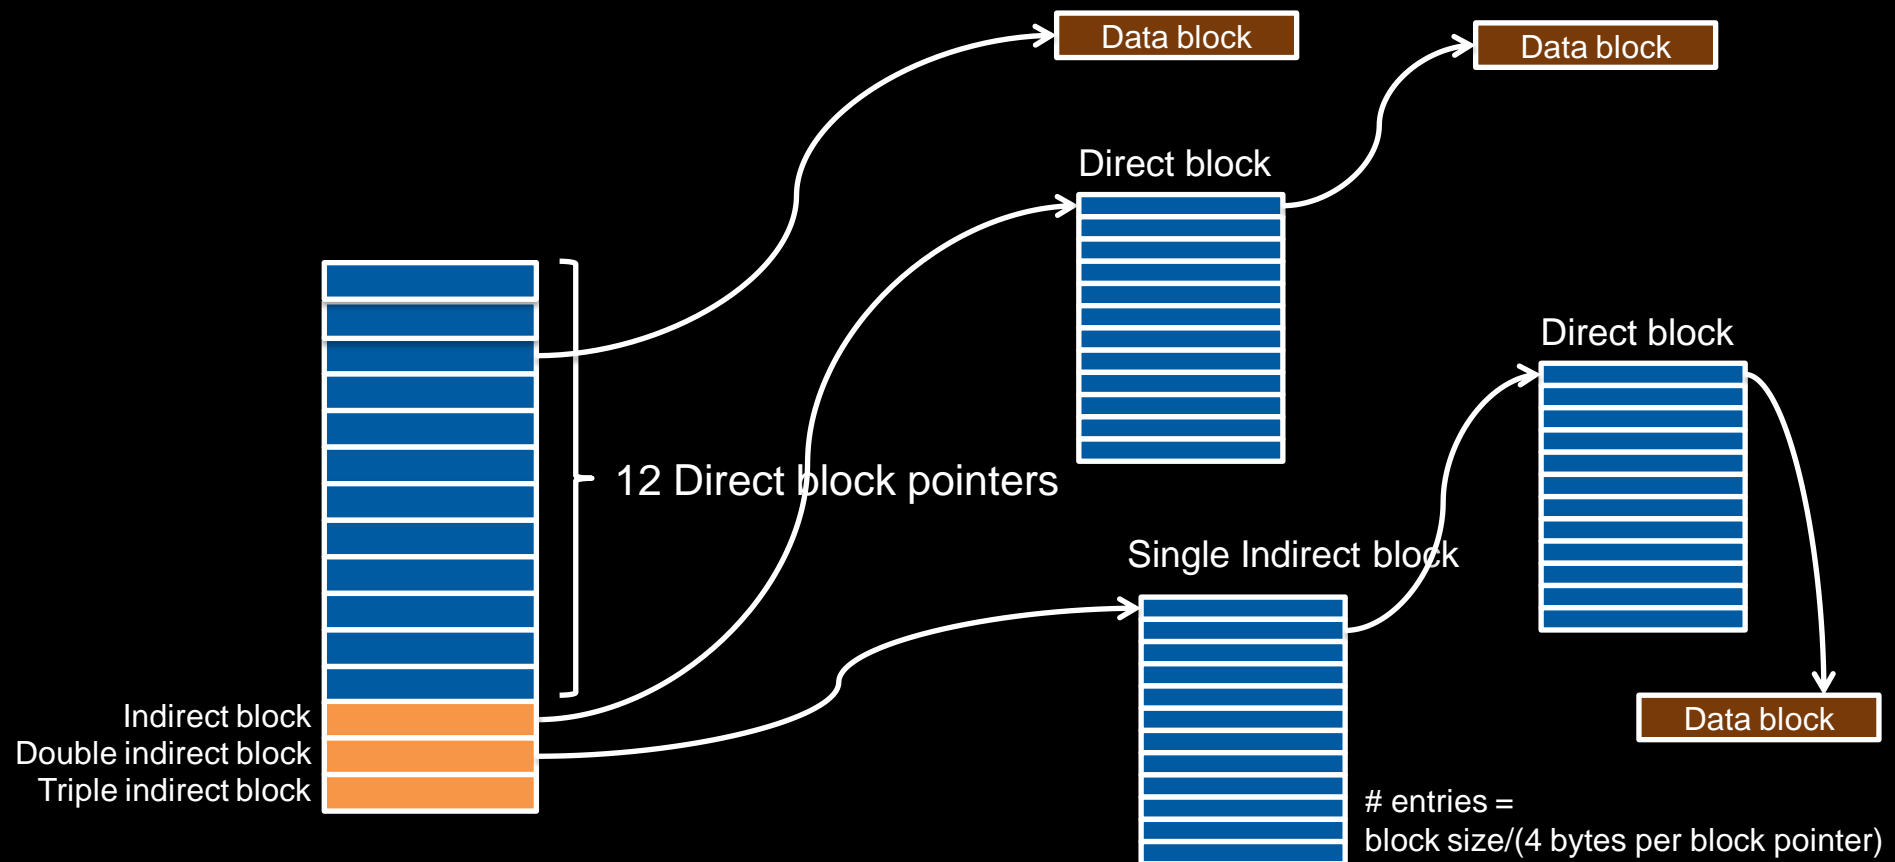 Data block
Data block
Direct block
Direct block
12 Direct block pointers
Single Indirect block
Indirect block
Double indirect block
Triple indirect block
Data block
# entries =
block size/(4 bytes per block pointer)